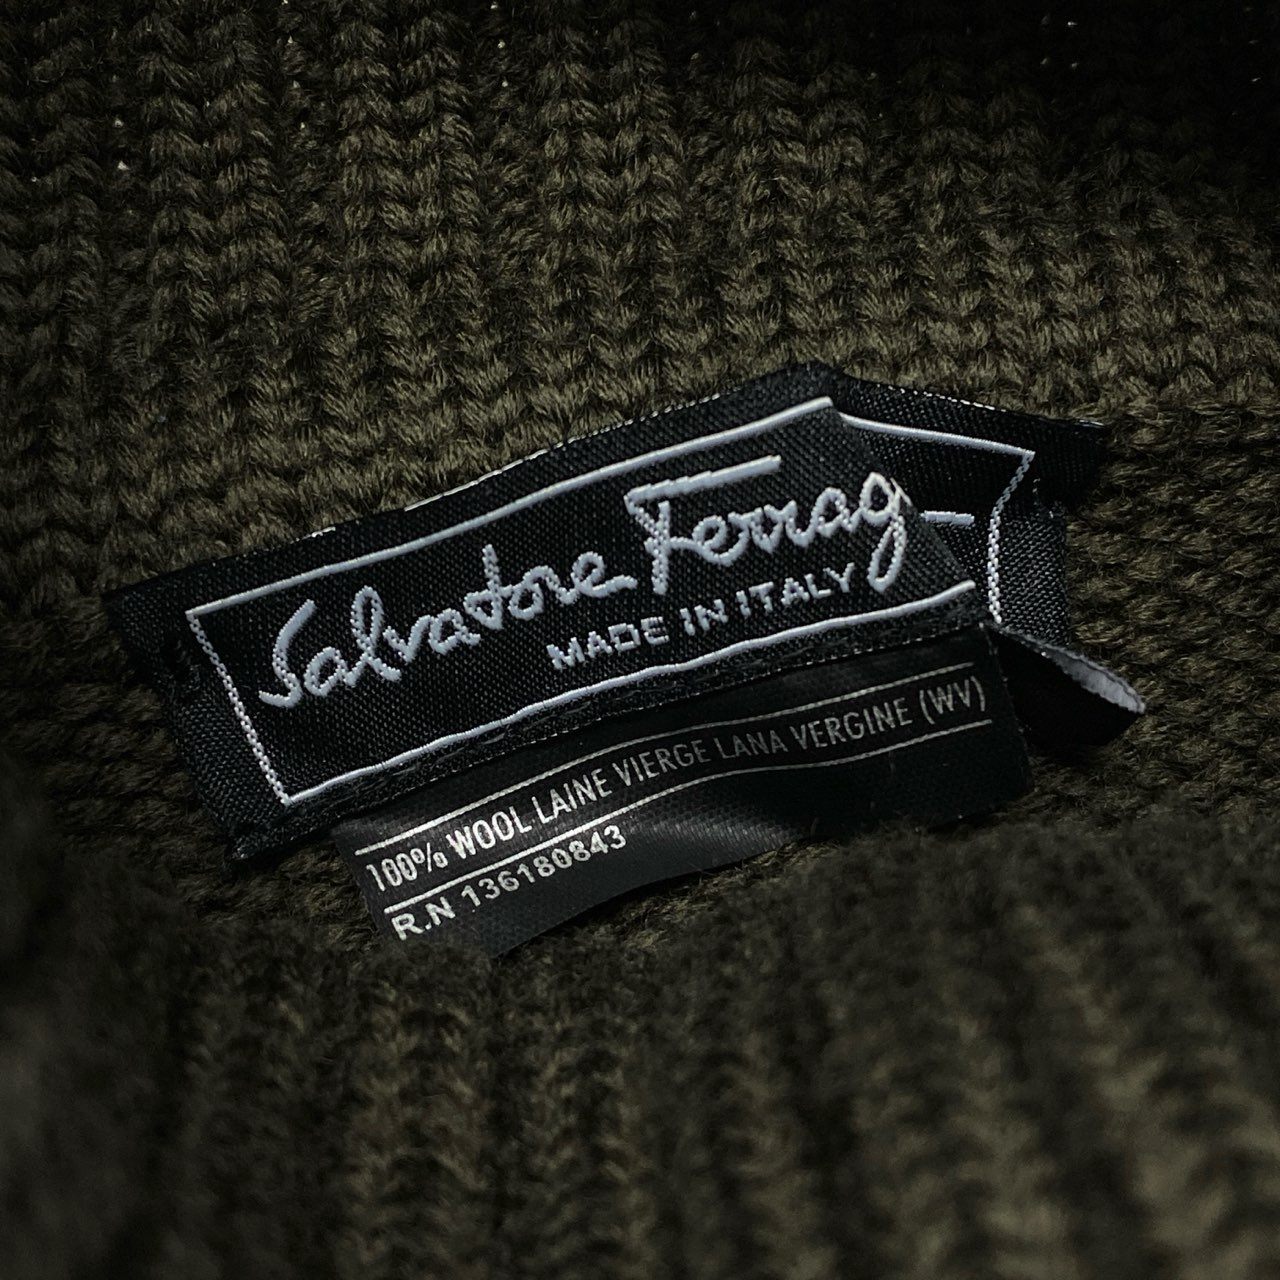 Salvatore Ferrag
MADE IN ITALY
100% WOOL LAINE VIERGE LANA VERGINE (WV)
R.N 136180843